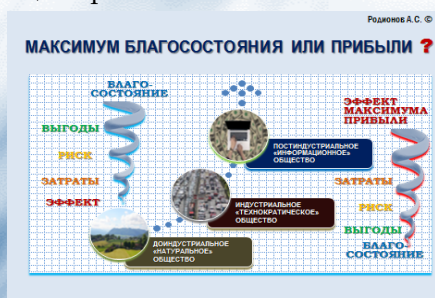 Родионов А.С. ©
МАКСИМУМ БЛАГОСОСТОЯНИЯ ИЛИ ПРИБЫЛИ ?
БЛАГО-
СОСТОЯНИЕ
ВЫГОДЫ
РИСК
ЗАТРАТЫ
ЭФФЕКТ
ЭФФЕКТ
МАКСИМУМА
ПРИБЫЛИ
ЗАТРАТЫ
РИСК
ВЫГОДЫ
БЛАГО-
СОСТОЯНИЕ
ПОСТИНДУСТРИАЛЬНОЕ
«ИНФОРМАЦИОННОЕ»
ОБЩЕСТВО
ИНДУСТРИАЛЬНОЕ
«ТЕХНОКРАТИЧЕСКОЕ»
ОБЩЕСТВО
ДОИНДУСТРИАЛЬНОЕ
«НАТУРАЛЬНОЕ»
ОБЩЕСТВО